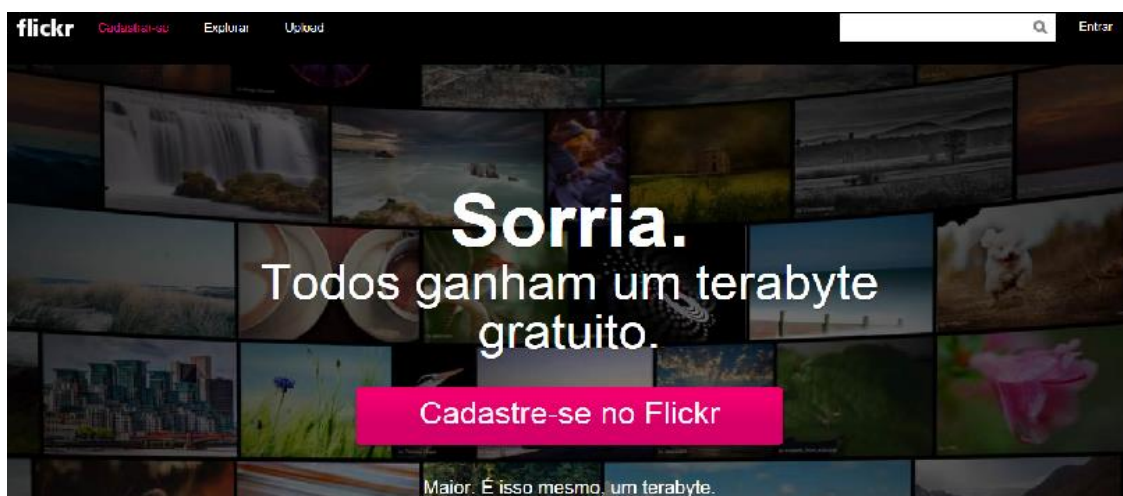 flickr Cadastrar-se Explorar Upload Entrar
Sorria.
Todos ganham um terabyte
gratuito.
Cadastre-se no Flickr
Maior. É isso mesmo, um terabyte.